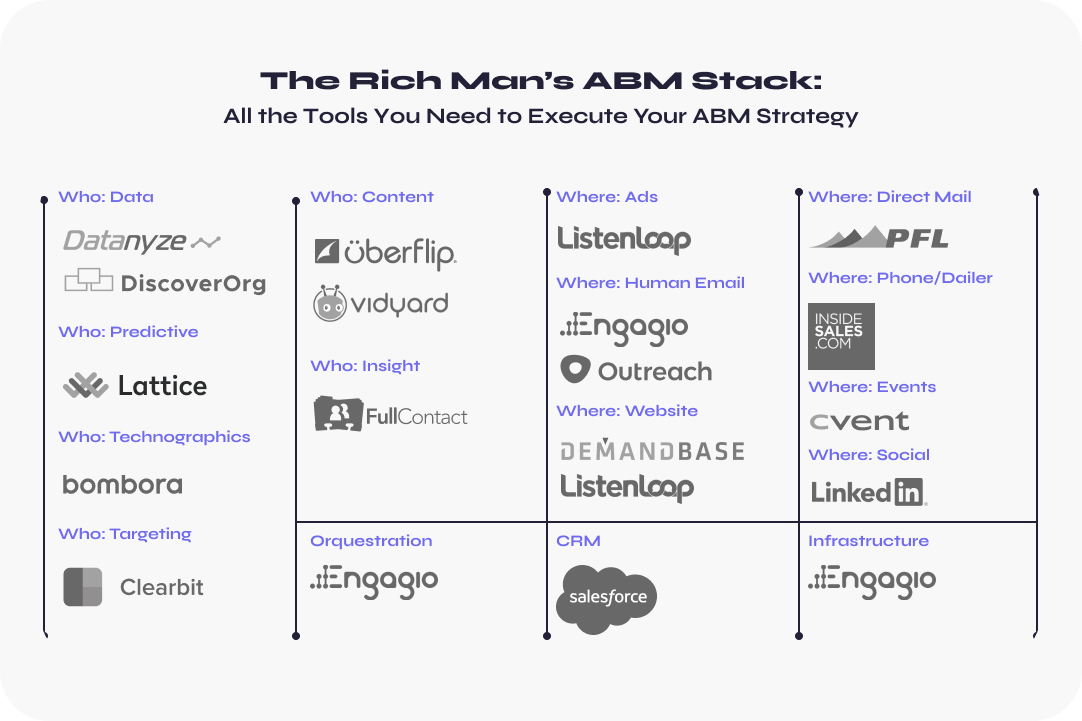 The Rich Man's ABM Stack:
All the Tools You Need to Execute Your ABM Strategy
Who: Data
Datanyze
DiscoverOrg
Who: Predictive
Lattice
Who: Technographics
bombora
Who: Targeting
Clearbit
Who: Content
überflip.
vidyard
Who: Insight
FullContact
Orquestration
Engagio
Where: Ads
Listenloop
Where: Human Email
Engagio
Outreach
Where: Website
DEMANDBASE
Listenloop
CRM
salesforce
Where: Direct Mail
PFL
Where: Phone/Dailer
INSIDE
SALES
.COM
Where: Events
cvent
Where: Social
Linked in
Infrastructure
Engagio